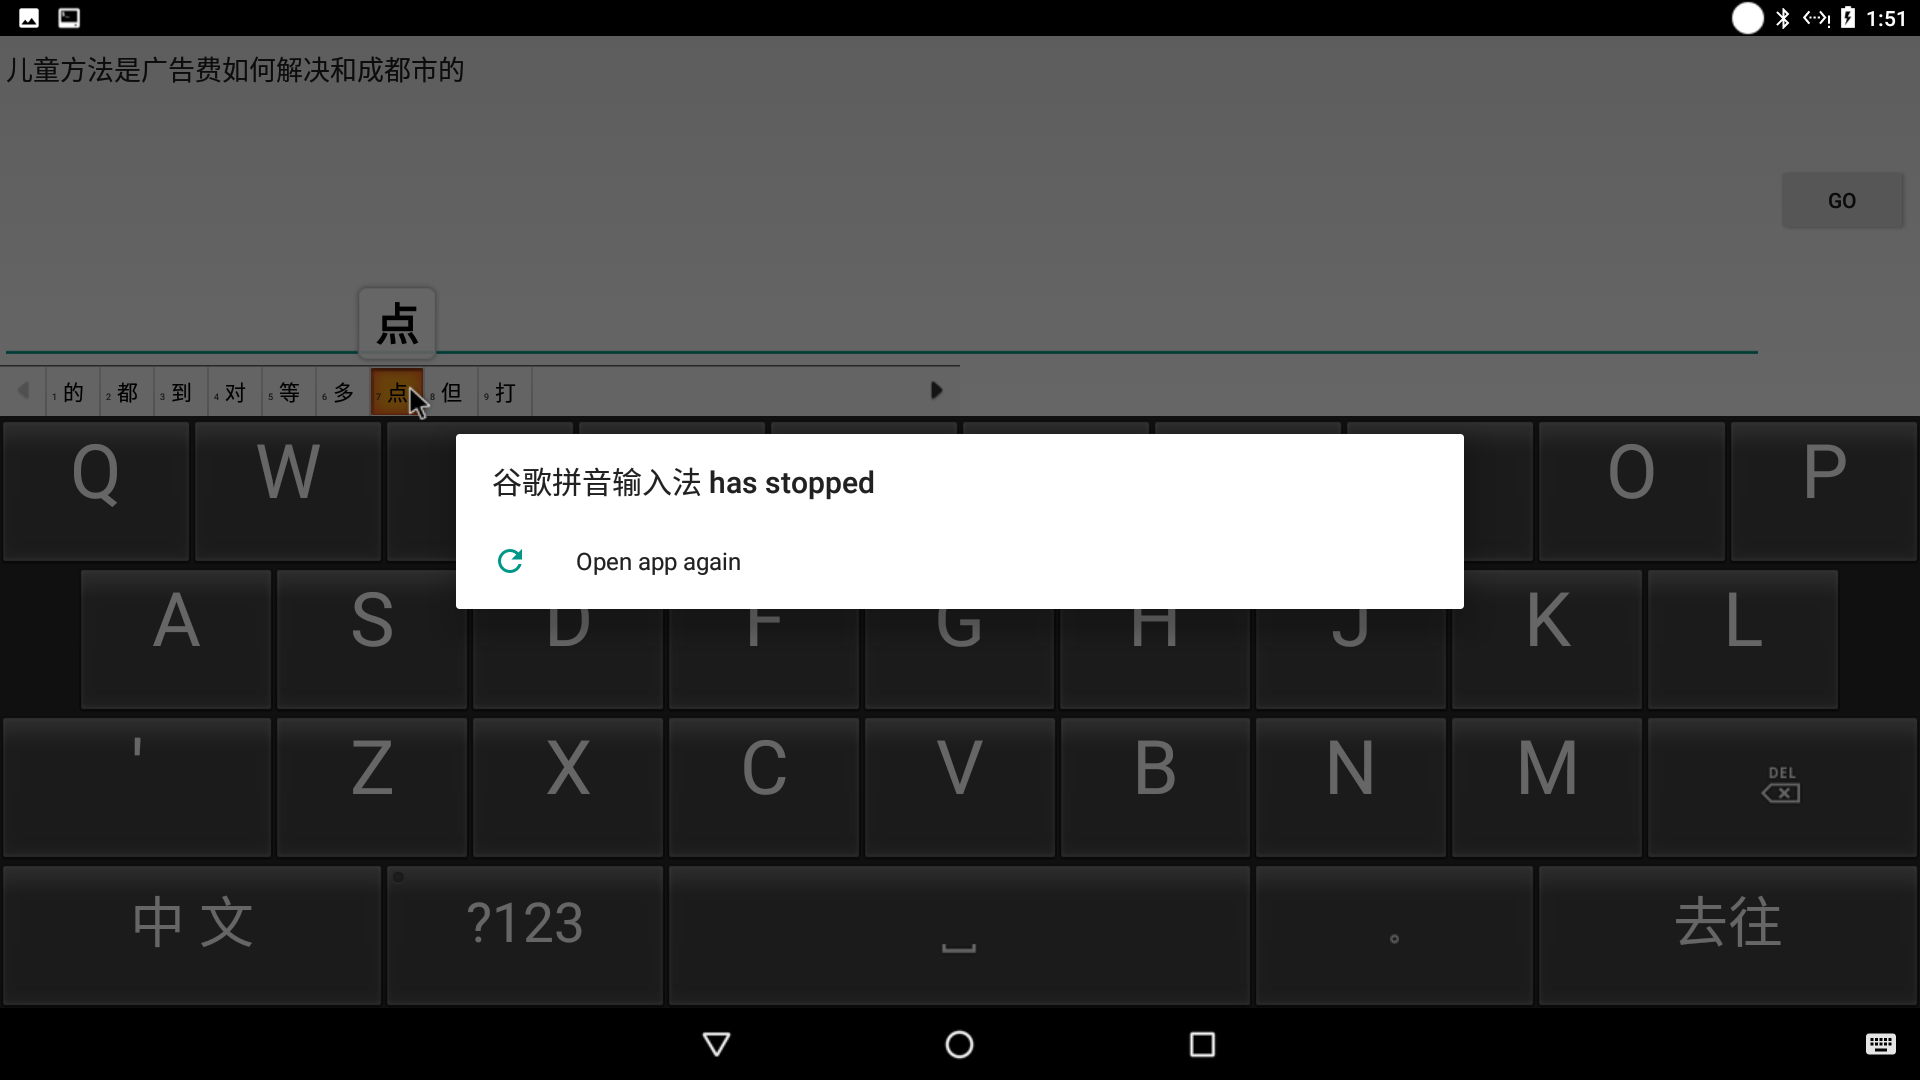 1:51
儿童方法是广告费如何解决和成都市的
GO
点
1 的 2 都 3 到 4 对 5 等 6 多 7 点 8 但 9 打
Q W O P
谷歌拼音输入法 has stopped
Open app again
A S D F G H J K L
' Z X C V B N M DEL
中文 ?123 。 去往